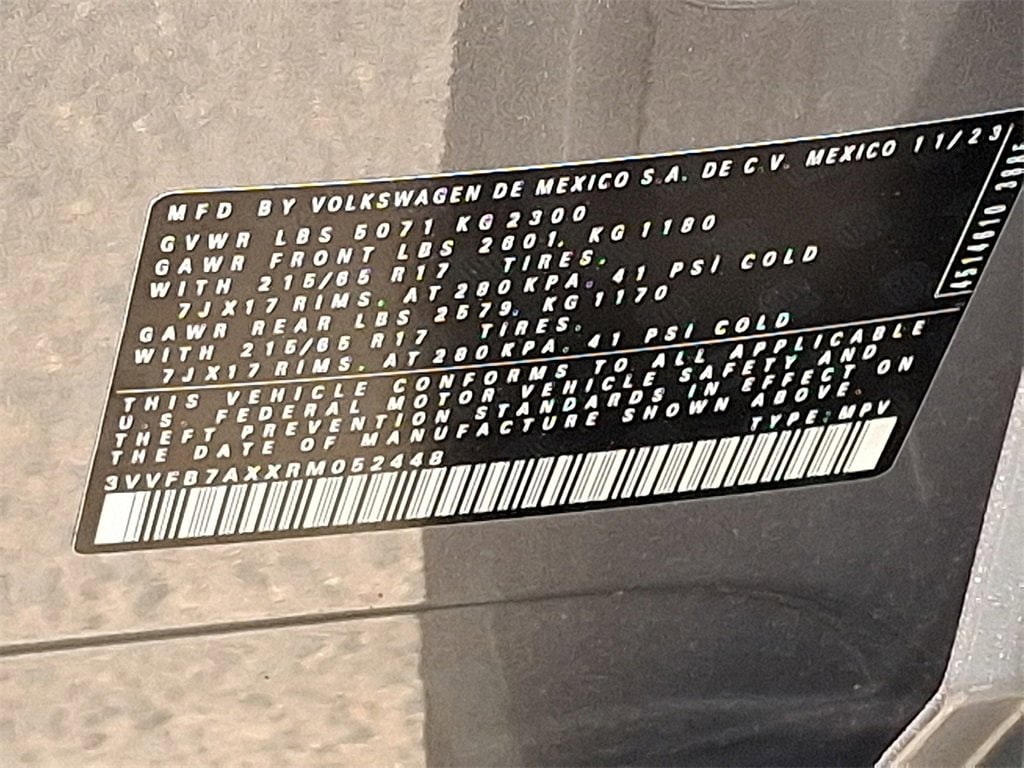 MFD BY VOLKSWAGEN DE MEXICO S.A. DE C.V. MEXICO 11/23
GVWR LBS 5071 KG 2300
GAWR FRONT LBS 2601. KG 1180
WITH 215/65 R17 TIRES.
7JX17 RIMS. AT 280 KPA. 41 PSI COLD
GAWR REAR LBS 2579. KG 1170
WITH 215/65 R17 TIRES.
7JX17 RIMS. AT 280 KPA. 41 PSI COLD
THIS VEHICLE CONFORMS TO ALL APPLICABLE
U.S. FEDERAL MOTOR VEHICLE SAFETY AND
THEFT PREVENTION STANDARDS IN EFFECT ON
THE DATE OF MANUFACTURE SHOWN ABOVE.
TYPE: MPV
3VVFB7AXXRM052448